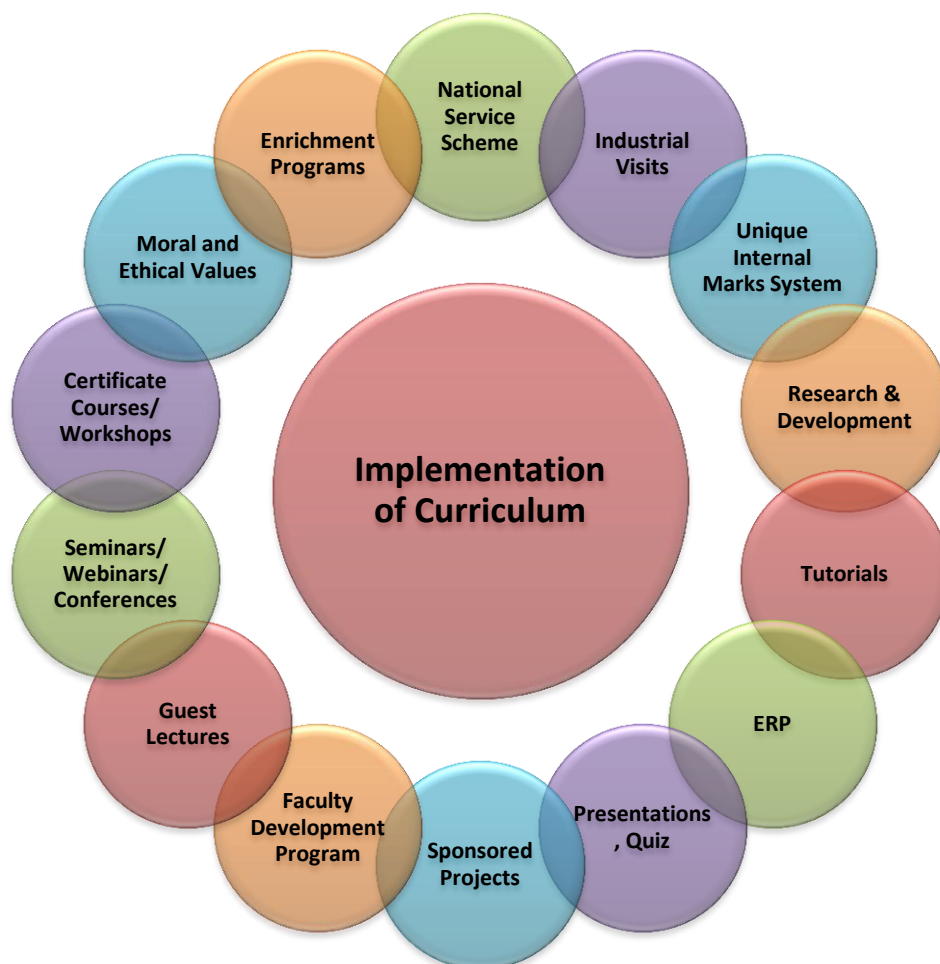 National
Service
Scheme
Industrial
Visits
Unique
Internal
Marks System
Research &
Development
Tutorials
ERP
Presentations
, Quiz
Sponsored
Projects
Faculty
Development
Program
Guest
Lectures
Seminars/
Webinars/
Conferences
Certificate
Courses/
Workshops
Moral and
Ethical Values
Enrichment
Programs
Implementation
of Curriculum